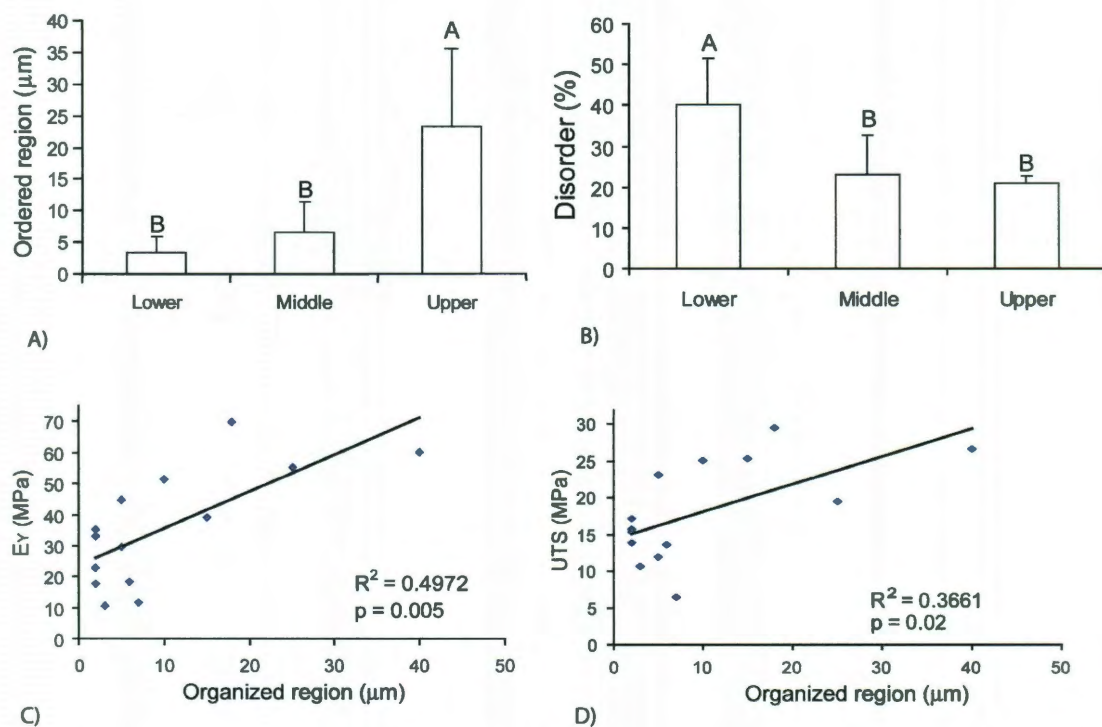 Ordered region (μm)
40
35
30
25
20
15
10
5
0
B
B
A
Lower Middle Upper
A)
Disorder (%)
60
50
40
30
20
10
0
A
B
B
Lower Middle Upper
B)
EY (MPa)
70
60
50
40
30
20
10
0
R² = 0.4972
p = 0.005
0 10 20 30 40 50
Organized region (μm)
C)
UTS (MPa)
30
25
20
15
10
5
0
R² = 0.3661
p = 0.02
0 10 20 30 40 50
Organized region (μm)
D)